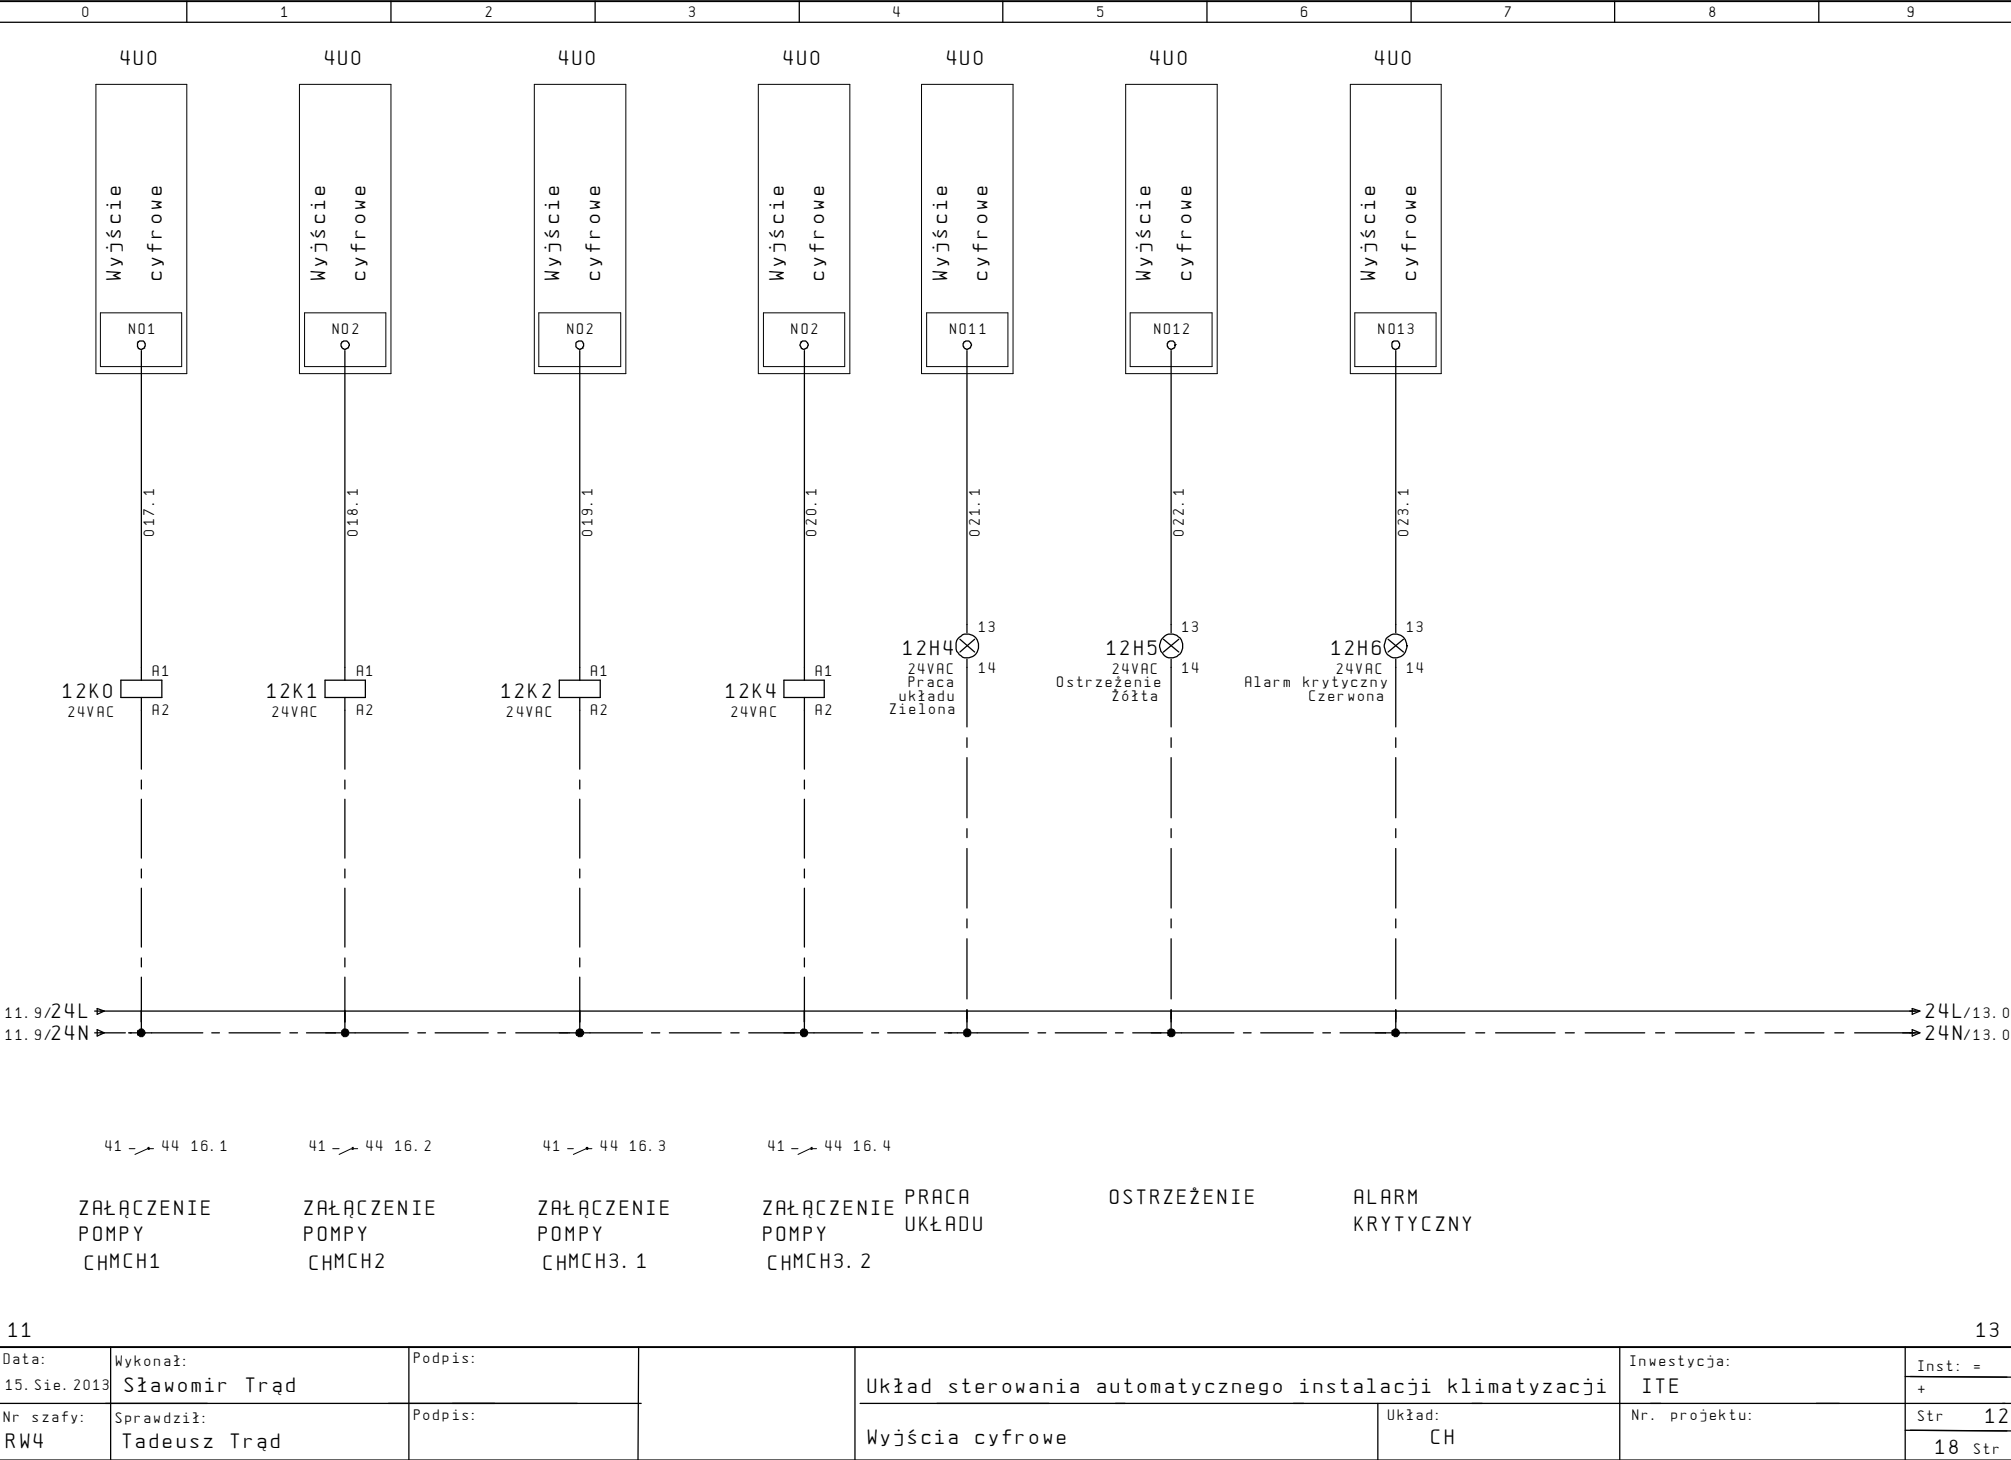 0 1 2 3 4 5 6 7 8 9
4U0 4U0 4U0 4U0 4U0 4U0 4U0
Wyjście cyfrowe
Wyjście cyfrowe
Wyjście cyfrowe
Wyjście cyfrowe
Wyjście cyfrowe
Wyjście cyfrowe
Wyjście cyfrowe
NO1 NO2 NO2 NO2 NO11 NO12 NO13
017.1 018.1 019.1 020.1 021.1 022.1 023.1
12K0 A1
24VAC A2
12K1 A1
24VAC A2
12K2 A1
24VAC A2
12K4 A1
24VAC A2
13
12H4
24VAC 14
Praca
układu
Zielona
13
12H5
24VAC 14
Ostrzeżenie
Żółta
13
12H6
24VAC 14
Alarm krytyczny
Czerwona
11.9/24L 24L/13.0
11.9/24N 24N/13.0
41 44 16.1
41 44 16.2
41 44 16.3
41 44 16.4
ZAŁĄCZENIE
POMPY
CHMCH1
ZAŁĄCZENIE
POMPY
CHMCH2
ZAŁĄCZENIE
POMPY
CHMCH3.1
ZAŁĄCZENIE
POMPY
CHMCH3.2
PRACA
UKŁADU
OSTRZEŻENIE
ALARM
KRYTYCZNY
11 13
Data:
15.Sie.2013
Wykonał:
Sławomir Trąd
Podpis:
Układ sterowania automatycznego instalacji klimatyzacji
Inwestycja:
ITE
Inst: =
+
Nr szafy:
RW4
Sprawdził:
Tadeusz Trąd
Podpis:
Wyjścia cyfrowe
Układ:
CH
Nr. projektu:
Str 12
18 Str